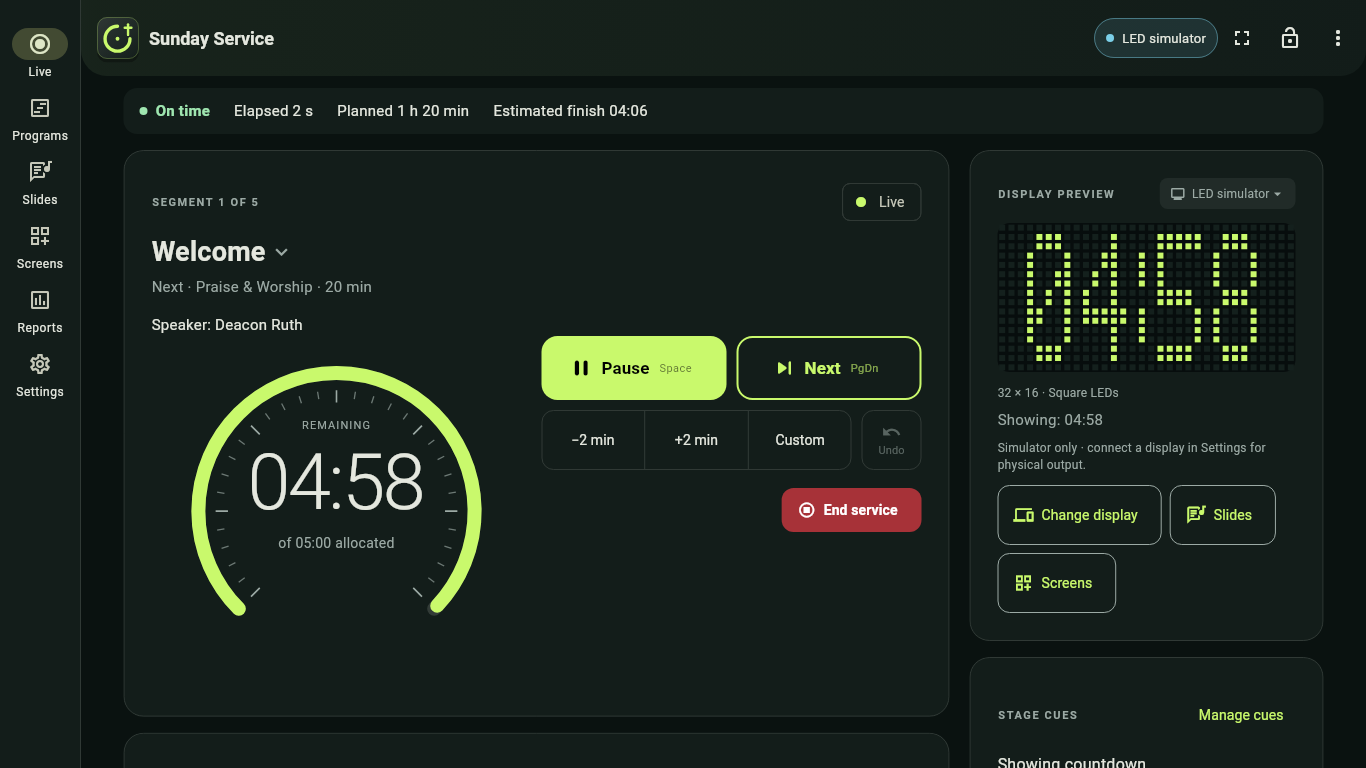 Sunday Service
LED simulator
Live
Programs
Slides
Screens
Reports
Settings
On time Elapsed 2 s Planned 1 h 20 min Estimated finish 04:06
SEGMENT 1 OF 5
Live
Welcome
Next · Praise & Worship · 20 min
Speaker: Deacon Ruth
REMAINING
04:58
of 05:00 allocated
Pause Space
Next PgDn
−2 min
+2 min
Custom
Undo
End service
DISPLAY PREVIEW
LED simulator
04:58
32 × 16 · Square LEDs
Showing: 04:58
Simulator only · connect a display in Settings for
physical output.
Change display
Slides
Screens
STAGE CUES
Manage cues
Showing countdown